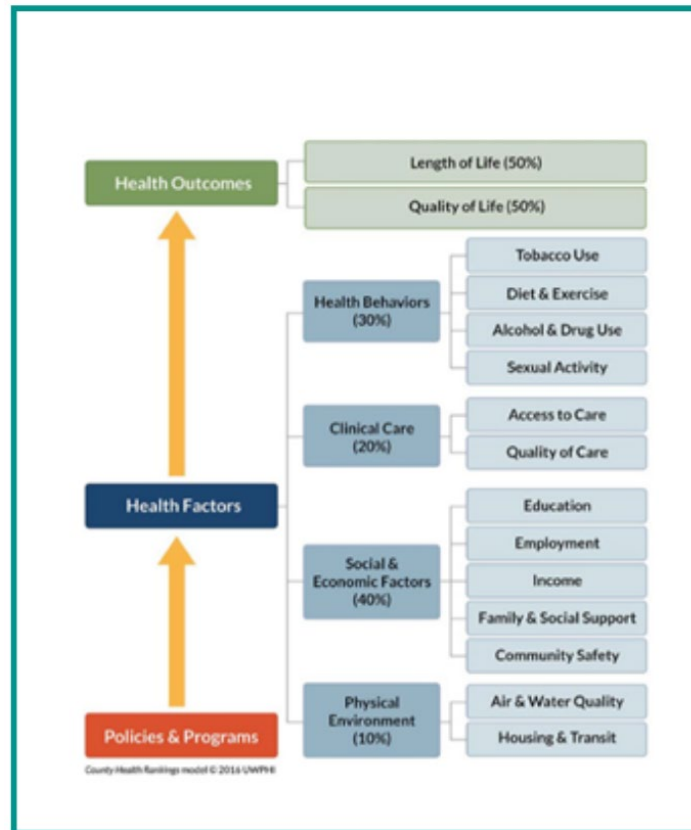 Health Outcomes
Length of Life (50%)
Quality of Life (50%)
Health Factors
Health Behaviors
(30%)
Tobacco Use
Diet & Exercise
Alcohol & Drug Use
Sexual Activity
Clinical Care
(20%)
Access to Care
Quality of Care
Social &
Economic Factors
(40%)
Education
Employment
Income
Family & Social Support
Community Safety
Physical
Environment
(10%)
Air & Water Quality
Housing & Transit
Policies & Programs
County Health Rankings model © 2016 UWPHI